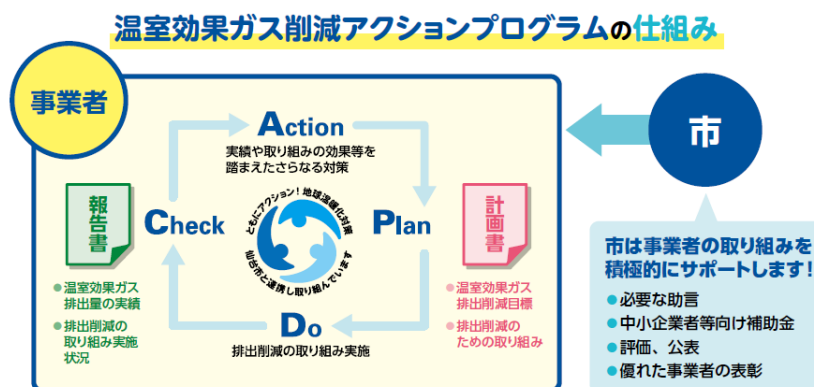 温室効果ガス削減アクションプログラムの仕組み
事業者
Action
実績や取り組みの効果等を
踏まえたさらなる対策
報告書
Check
ともにアクション!地球温暖化対策
仙台市と連携し取り組んでいます
Plan
計画書
●温室効果ガス
排出量の実績
●排出削減の
取り組み実施
状況
●温室効果ガス
排出削減目標
●排出削減の
ための取り組み
Do
排出削減の取り組み実施
市
市は事業者の取り組みを
積極的にサポートします!
●必要な助言
●中小企業者等向け補助金
●評価、公表
●優れた事業者の表彰